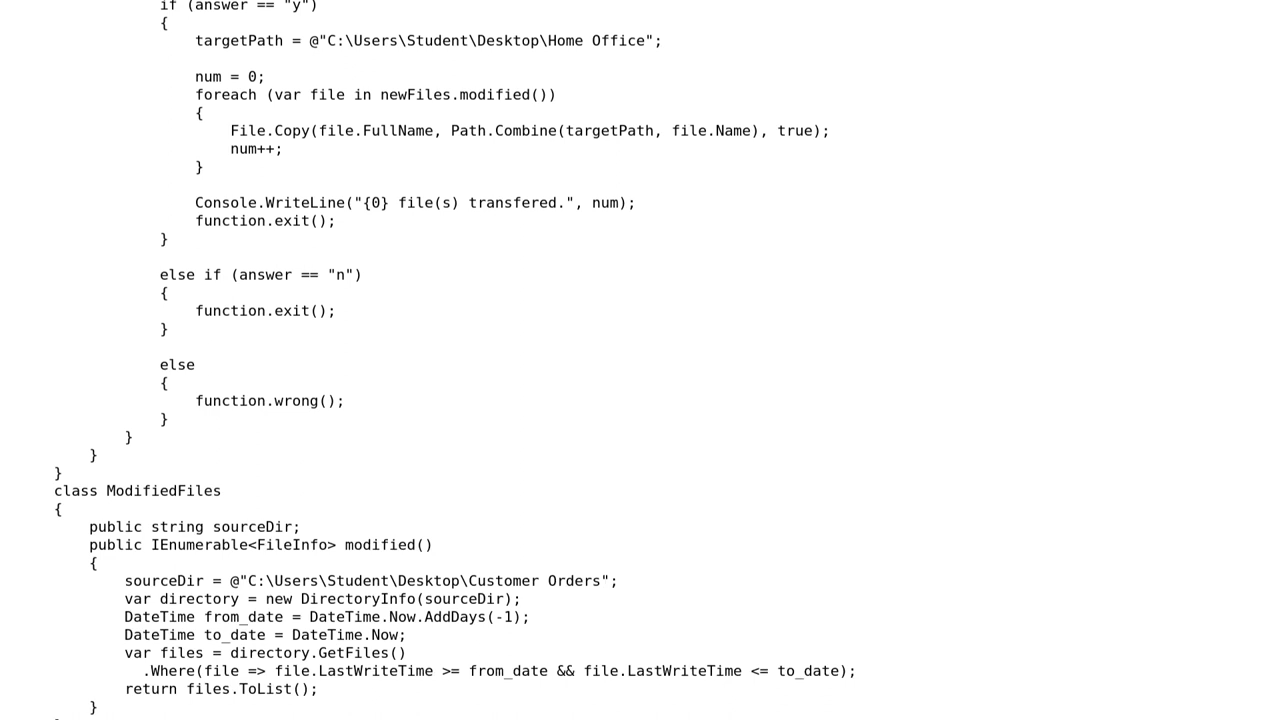 if (answer == "y")
{
targetPath = @"C:\Users\Student\Desktop\Home Office";
num = 0;
foreach (var file in newFiles.modified())
{
File.Copy(file.FullName, Path.Combine(targetPath, file.Name), true);
num++;
}
Console.WriteLine("{0} file(s) transfered.", num);
function.exit();
}
else if (answer == "n")
{
function.exit();
}
else
{
function.wrong();
}
}
}
}
class ModifiedFiles
{
public string sourceDir;
public IEnumerable<FileInfo> modified()
{
sourceDir = @"C:\Users\Student\Desktop\Customer Orders";
var directory = new DirectoryInfo(sourceDir);
DateTime from_date = DateTime.Now.AddDays(-1);
DateTime to_date = DateTime.Now;
var files = directory.GetFiles()
.Where(file => file.LastWriteTime >= from_date && file.LastWriteTime <= to_date);
return files.ToList();
}